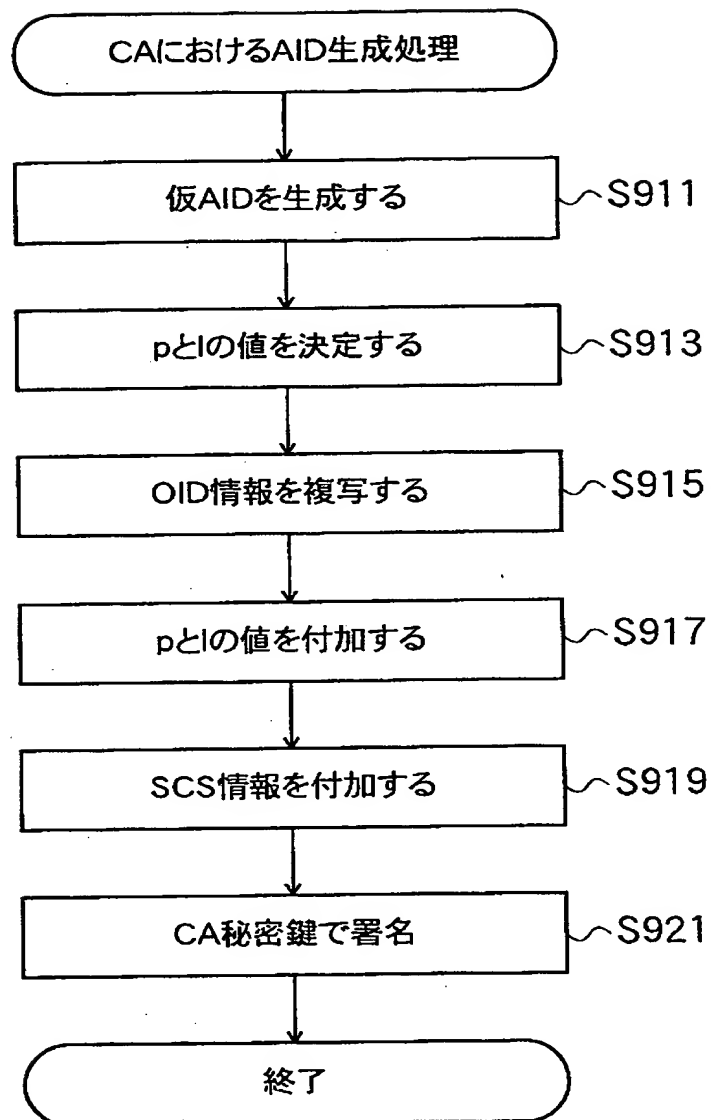 CAにおけるAID生成処理
仮AIDを生成する
S911
pとlの値を決定する
S913
OID情報を複写する
S915
pとlの値を付加する
S917
SCS情報を付加する
S919
CA秘密鍵で署名
S921
終了